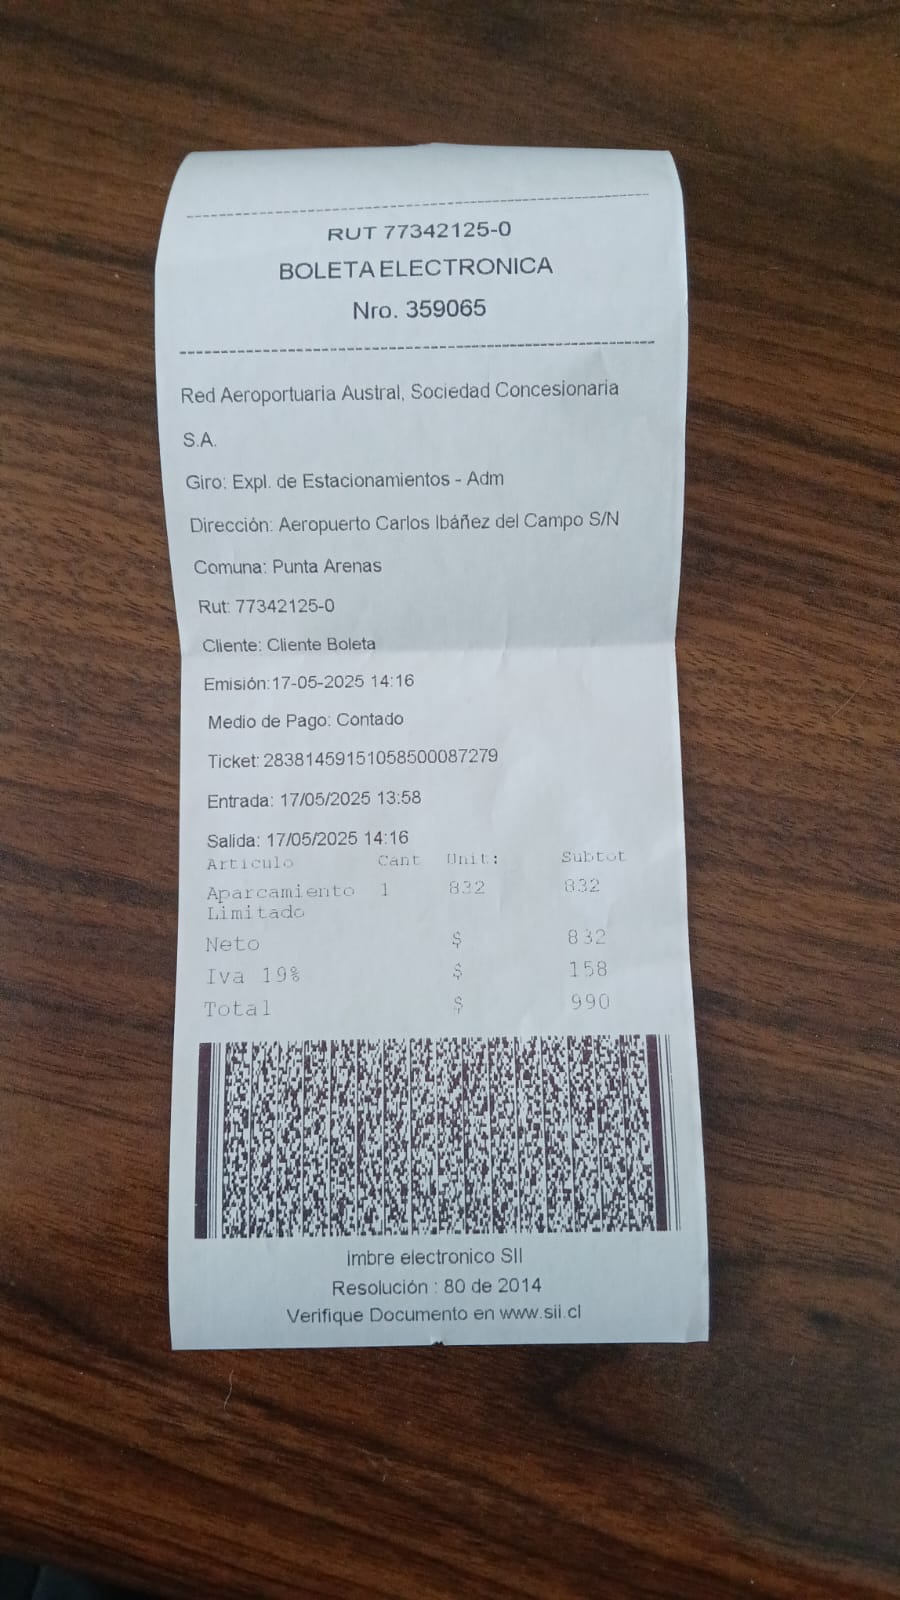 RUT 77342125-0
BOLETA ELECTRONICA
Nro. 359065
Red Aeroportuaria Austral, Sociedad Concesionaria
S.A.
Giro: Expl. de Estacionamientos - Adm
Dirección: Aeropuerto Carlos Ibáñez del Campo S/N
Comuna: Punta Arenas
Rut: 77342125-0
Cliente: Cliente Boleta
Emisión:17-05-2025 14:16
Medio de Pago: Contado
Ticket: 28381459151058500087279
Entrada: 17/05/2025 13:58
Salida: 17/05/2025 14:16
Articulo Cant Unit: Subtot
Aparcamiento 1 832 832
Limitado
Neto $ 832
Iva 19% $ 158
Total $ 990
imbre electronico SII
Resolución : 80 de 2014
Verifique Documento en www.sii.cl